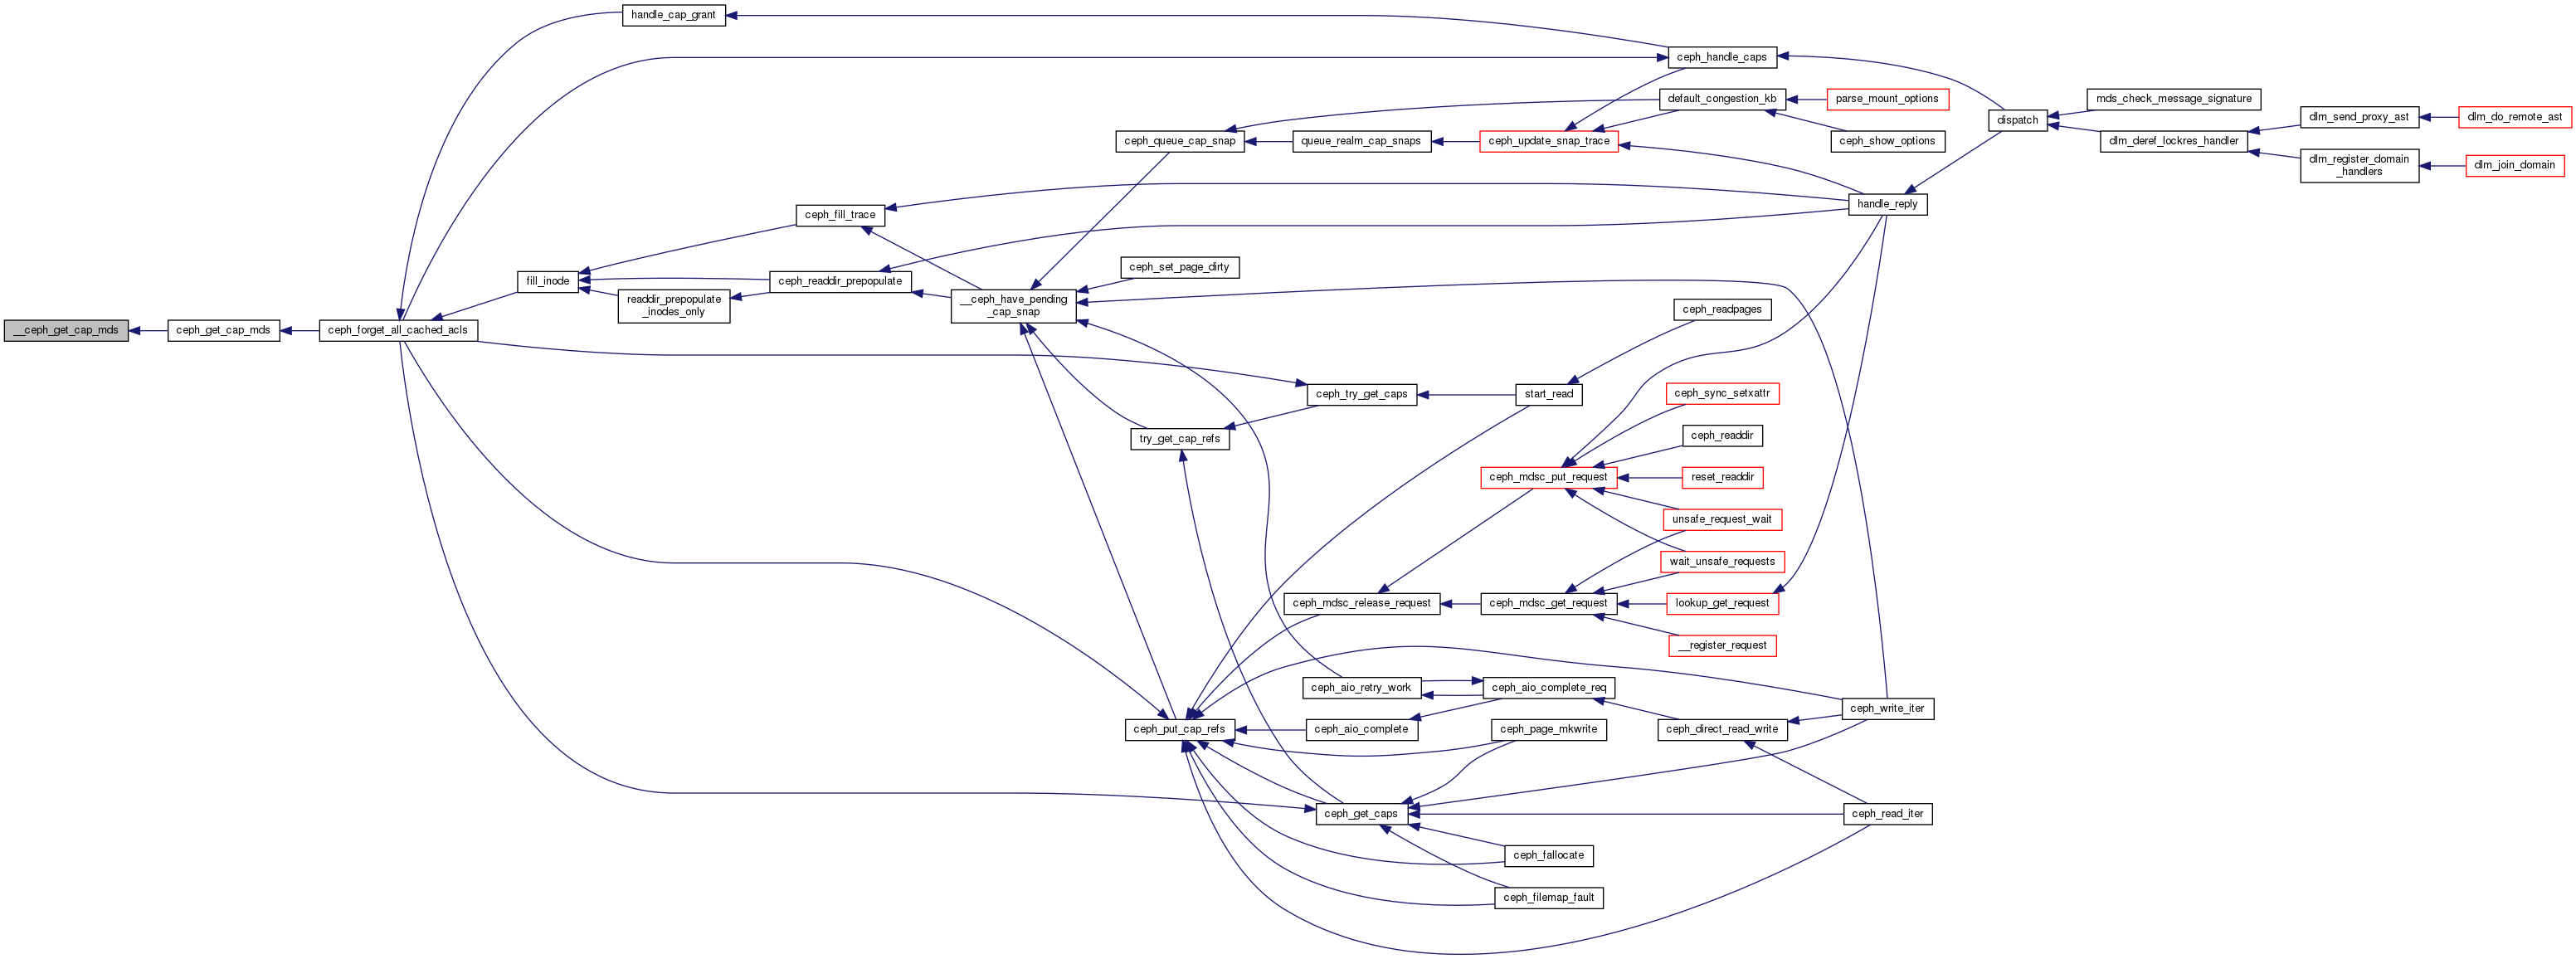 handle_cap_grant
ceph_handle_caps
default_congestion_kb
parse_mount_options
mds_check_message_signature
dispatch
dlm_send_proxy_ast
dlm_do_remote_ast
ceph_queue_cap_snap
queue_realm_cap_snaps
ceph_update_snap_trace
ceph_show_options
dlm_deref_lockres_handler
dlm_register_domain
_handlers
dlm_join_domain
ceph_fill_trace
handle_reply
ceph_set_page_dirty
fill_inode
ceph_readdir_prepopulate
readdir_prepopulate
_inodes_only
__ceph_have_pending
_cap_snap
ceph_readpages
__ceph_get_cap_mds
ceph_get_cap_mds
ceph_forget_all_cached_acls
ceph_try_get_caps
start_read
ceph_sync_setxattr
try_get_cap_refs
ceph_readdir
ceph_mdsc_put_request
reset_readdir
unsafe_request_wait
wait_unsafe_requests
ceph_mdsc_release_request
ceph_mdsc_get_request
lookup_get_request
__register_request
ceph_aio_retry_work
ceph_aio_complete_req
ceph_write_iter
ceph_put_cap_refs
ceph_aio_complete
ceph_page_mkwrite
ceph_direct_read_write
ceph_get_caps
ceph_read_iter
ceph_fallocate
ceph_filemap_fault